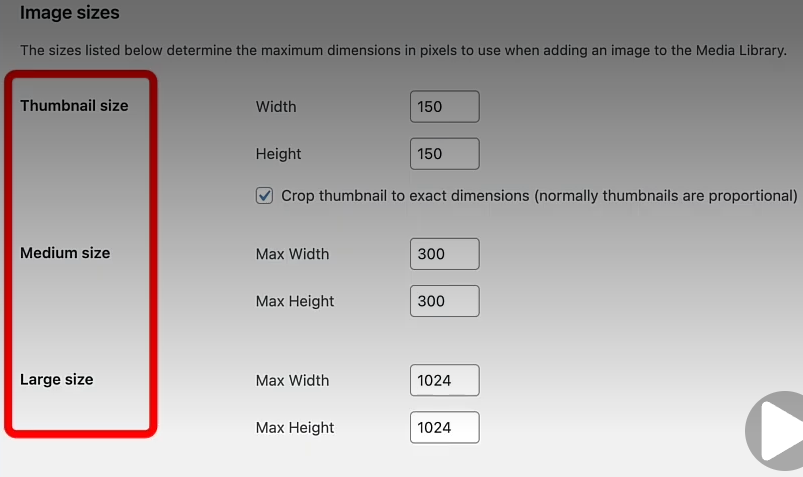 Image sizes
The sizes listed below determine the maximum dimensions in pixels to use when adding an image to the Media Library.
Thumbnail size
Width 150
Height 150
Crop thumbnail to exact dimensions (normally thumbnails are proportional)
Medium size
Max Width 300
Max Height 300
Large size
Max Width 1024
Max Height 1024